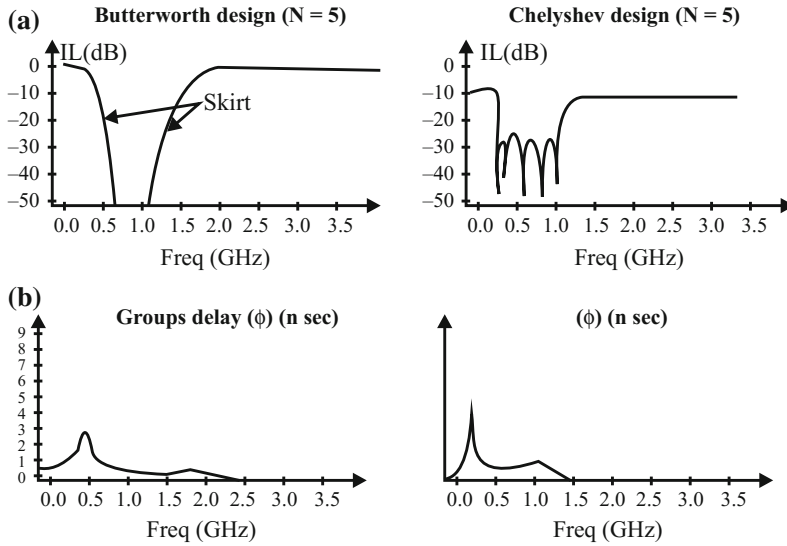 (a)
Butterworth design (N = 5)
IL(dB)
0
–10
–20
–30
–40
–50
Skirt
0.0 0.5 1.0 1.5 2.0 2.5 3.0 3.5
Freq (GHz)
Chelyshev design (N = 5)
IL(dB)
0
–10
–20
–30
–40
–50
0.0 0.5 1.0 1.5 2.0 2.5 3.0 3.5
Freq (GHz)
(b)
Groups delay (ϕ) (n sec)
9
8
7
6
5
4
3
2
1
0
0.0 0.5 1.0 1.5 2.0 2.5 3.0 3.5
Freq (GHz)
(ϕ) (n sec)
0.0 0.5 1.0 1.5 2.0 2.5 3.0 3.5
Freq (GHz)